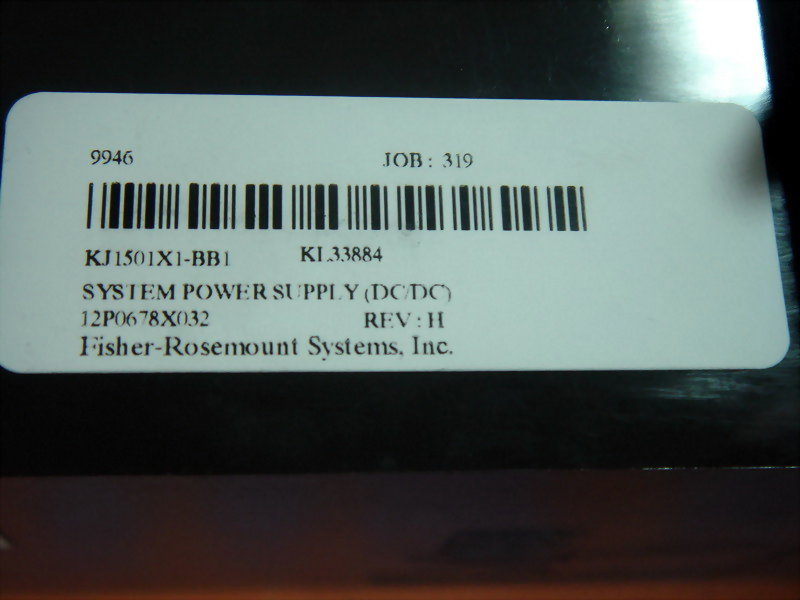 9946 JOB : 319
KJ1501X1-BB1 KL33884
SYSTEM POWER SUPPLY (DC/DC)
12P0678X032 REV : H
Fisher-Rosemount Systems, Inc.